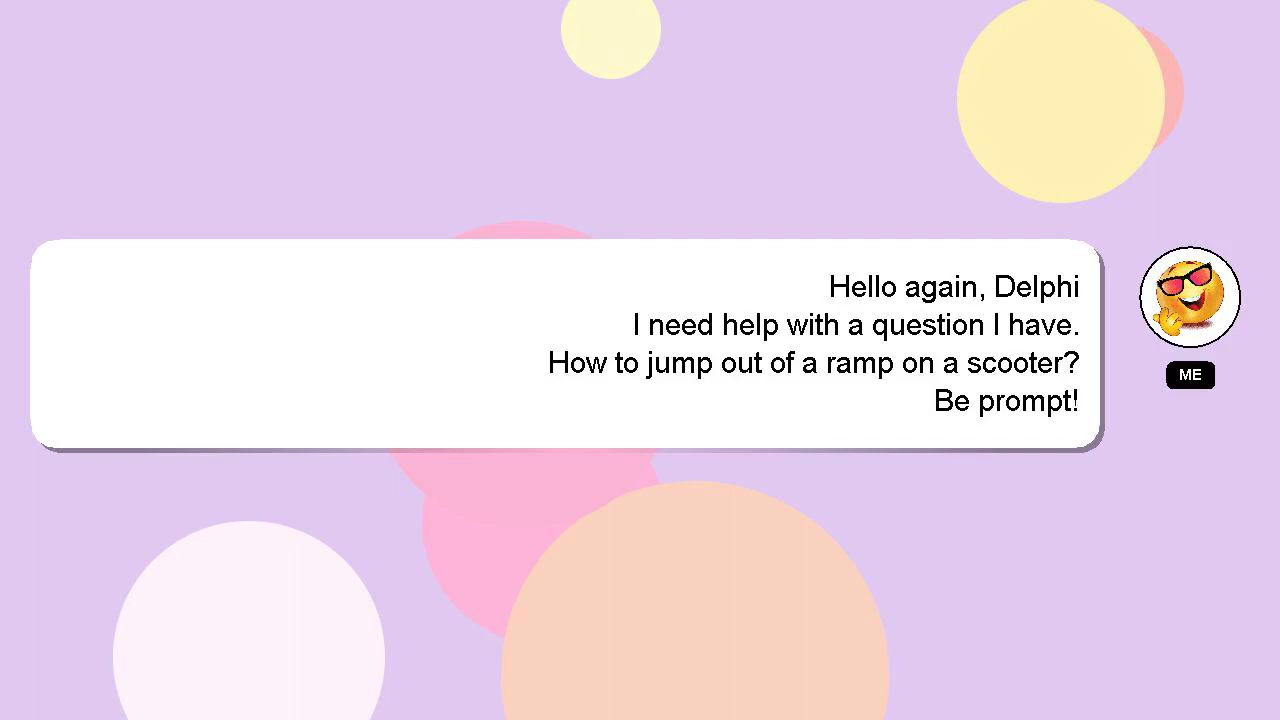 Hello again, Delphi
I need help with a question I have.
How to jump out of a ramp on a scooter?
Be prompt!
ME